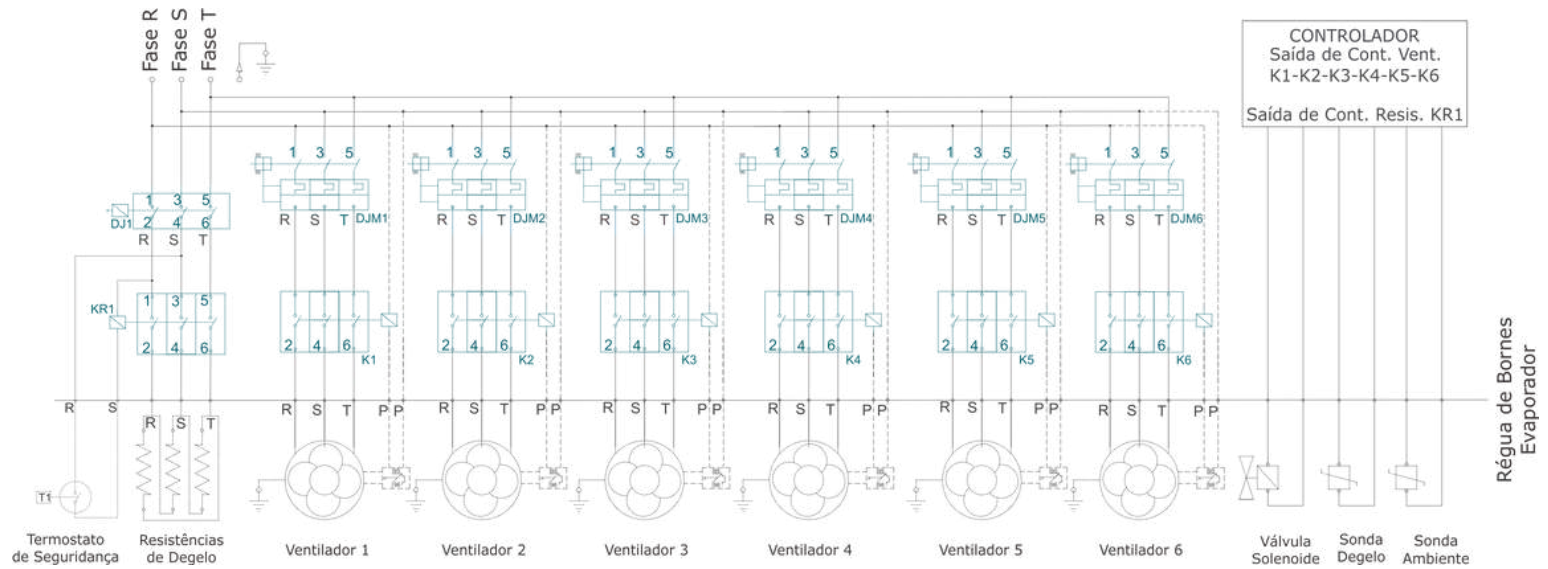 Fase R
Fase S
Fase T
CONTROLADOR
Saída de Cont. Vent.
K1-K2-K3-K4-K5-K6
Saída de Cont. Resis. KR1
1 3 5
1 3 5
1 3 5
1 3 5
1 3 5
1 3 5
1 3 5
DJ1
2 4 6
R S T
R S T DJM1
R S T DJM2
R S T DJM3
R S T DJM4
R S T DJM5
R S T DJM6
KR1
1 3 5
2 4 6
2 4 6 K1
2 4 6 K2
2 4 6 K3
2 4 6 K4
2 4 6 K5
2 4 6 K6
R S
R S T
R S T P P
R S T P P
R S T P P
R S T P P
R S T P P
R S T P P
Régua de Bornes
Evaporador
T1
Termostato
de Seguridança
Resistências
de Degelo
Ventilador 1
Ventilador 2
Ventilador 3
Ventilador 4
Ventilador 5
Ventilador 6
Válvula
Solenoide
Sonda
Degelo
Sonda
Ambiente